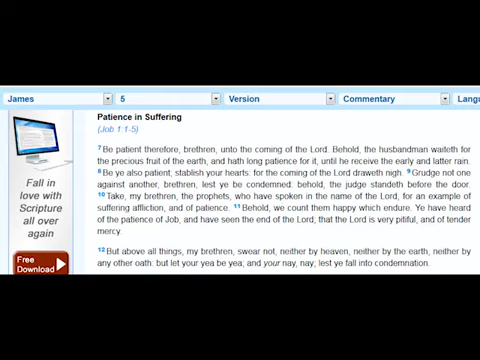 James 5 Version Commentary Langu
Patience in Suffering
(Job 1:1-5)
7 Be patient therefore, brethren, unto the coming of the Lord. Behold, the husbandman waiteth for
the precious fruit of the earth, and hath long patience for it, until he receive the early and latter rain.
8 Be ye also patient; stablish your hearts: for the coming of the Lord draweth nigh. 9 Grudge not one
against another, brethren, lest ye be condemned: behold, the judge standeth before the door.
10 Take, my brethren, the prophets, who have spoken in the name of the Lord, for an example of
suffering affliction, and of patience. 11 Behold, we count them happy which endure. Ye have heard
of the patience of Job, and have seen the end of the Lord; that the Lord is very pitiful, and of tender
mercy.
12 But above all things, my brethren, swear not, neither by heaven, neither by the earth, neither by
any other oath: but let your yea be yea; and your nay, nay; lest ye fall into condemnation.
Fall in
love with
Scripture
all over
again
Free
Download